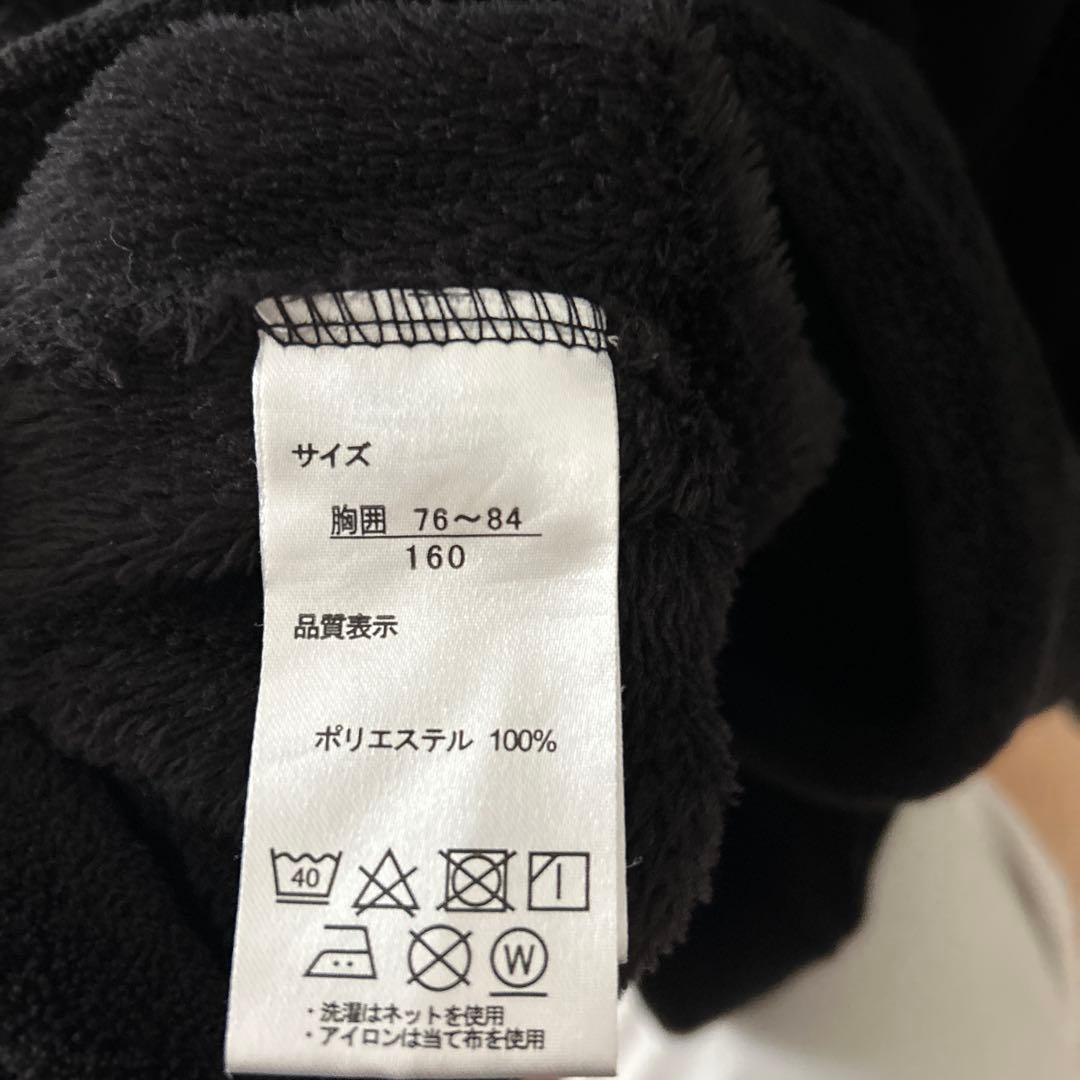 サイズ
胸囲 76～84
160
品質表示
ポリエステル 100%
40
W
・洗濯はネットを使用
・アイロンは当て布を使用